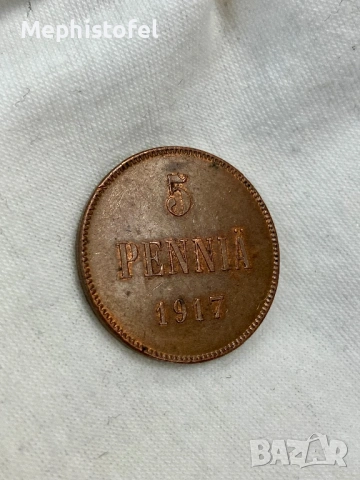 Mephistofel
5
PENNIÄ
1917
BAZAR